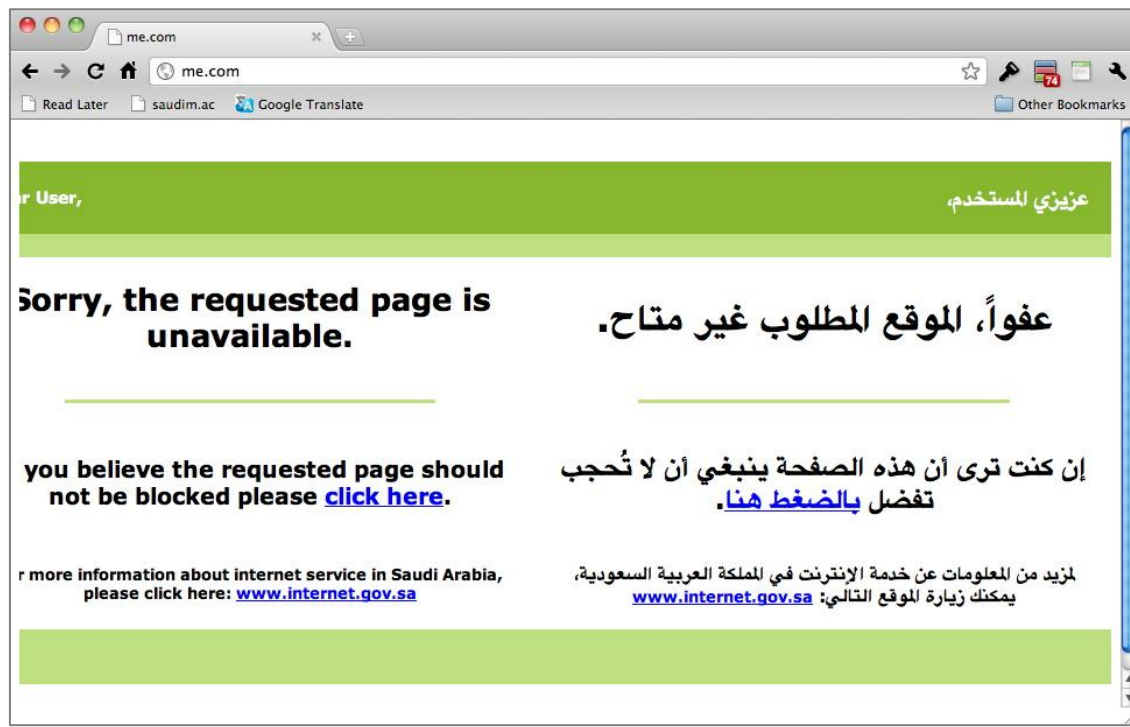 me.com
me.com
Read Later saudim.ac Google Translate Other Bookmarks
74
r User,
عزيزي المستخدم،
Sorry, the requested page is
unavailable.
عفواً، الموقع المطلوب غير متاح.
you believe the requested page should
not be blocked please click here.
إن كنت ترى أن هذه الصفحة ينبغي أن لا تُحجب
تفضل بالضغط هنا.
r more information about internet service in Saudi Arabia,
please click here: www.internet.gov.sa
لمزيد من المعلومات عن خدمة الإنترنت في المملكة العربية السعودية،
يمكنك زيارة الموقع التالي: www.internet.gov.sa